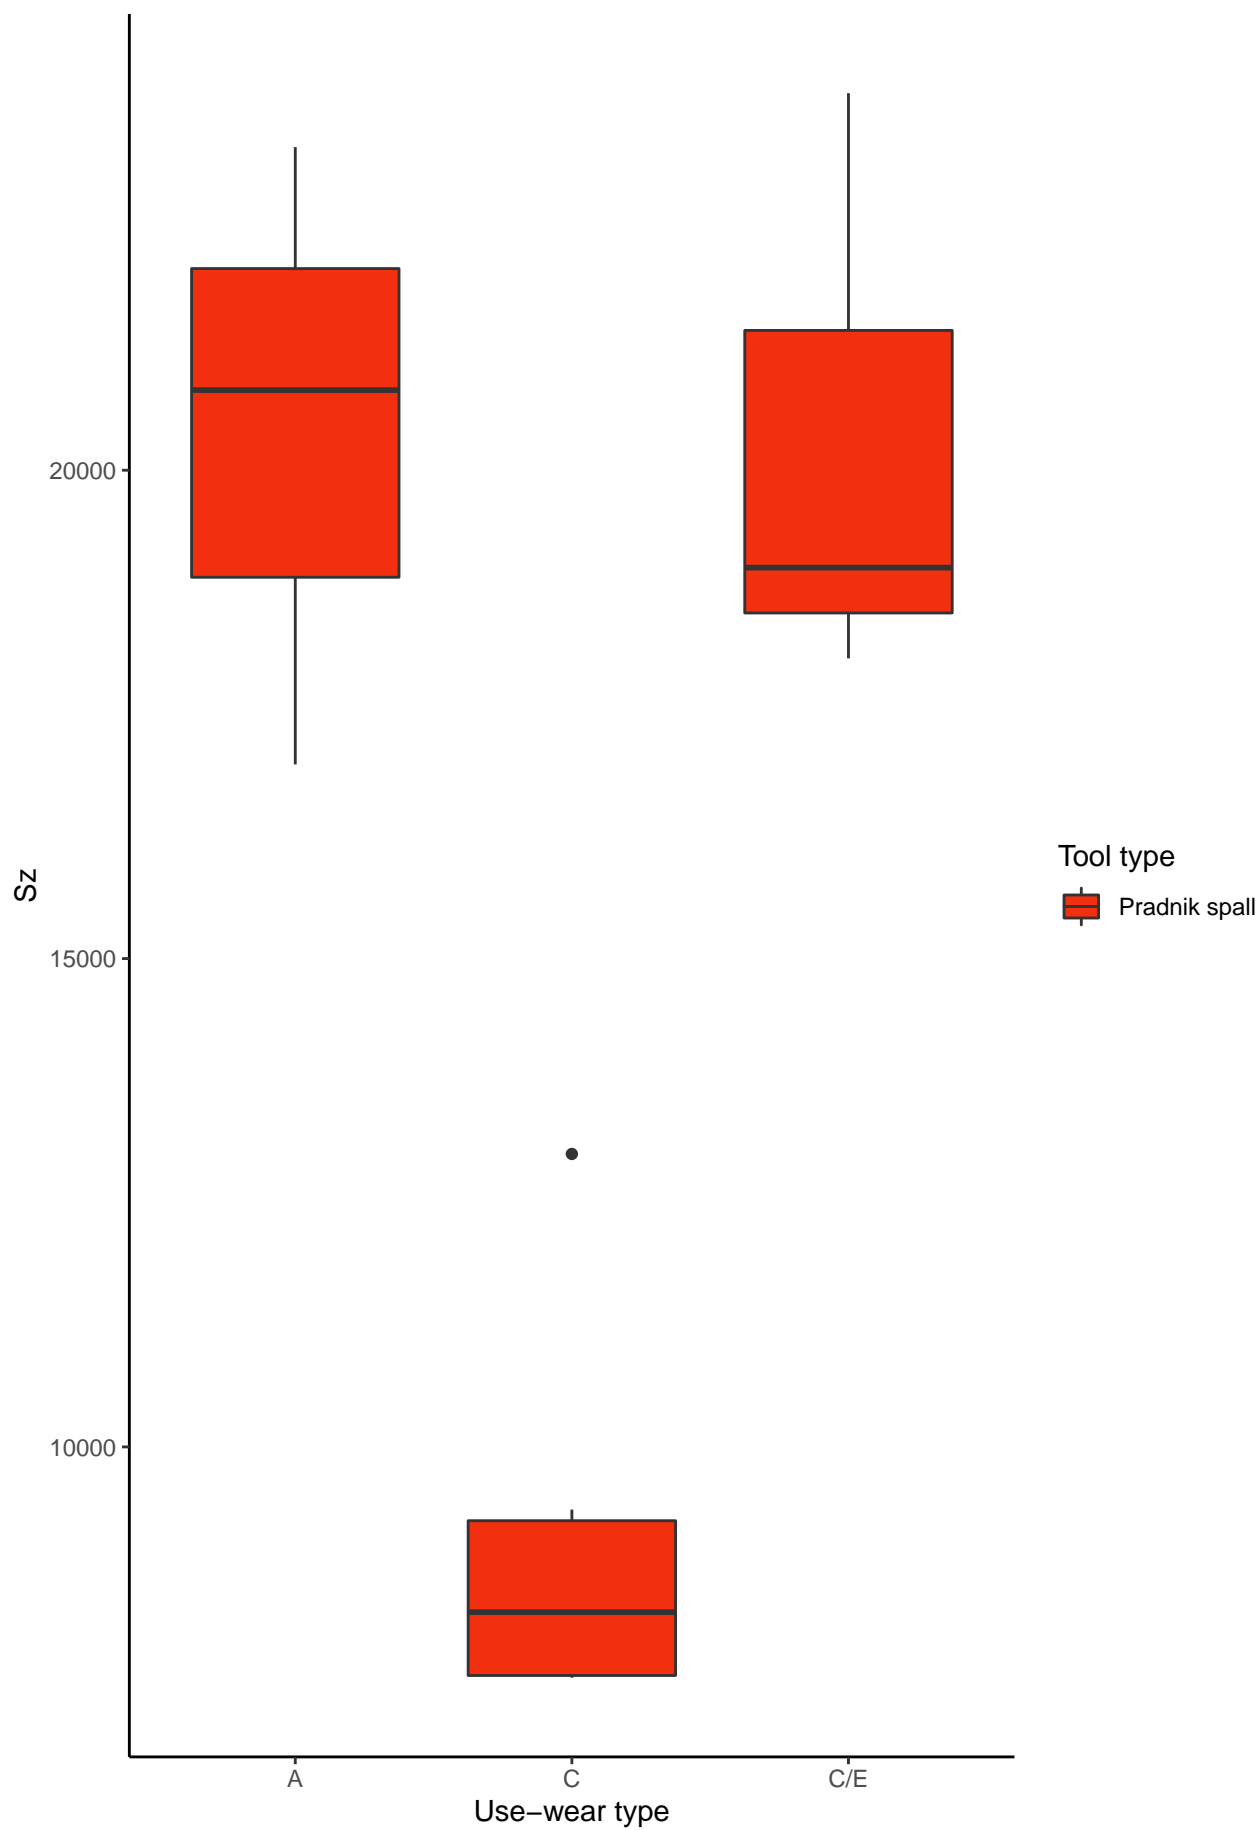 20000
15000
10000
Sz
A
C
C/E
Use−wear type
Tool type
Pradnik spall